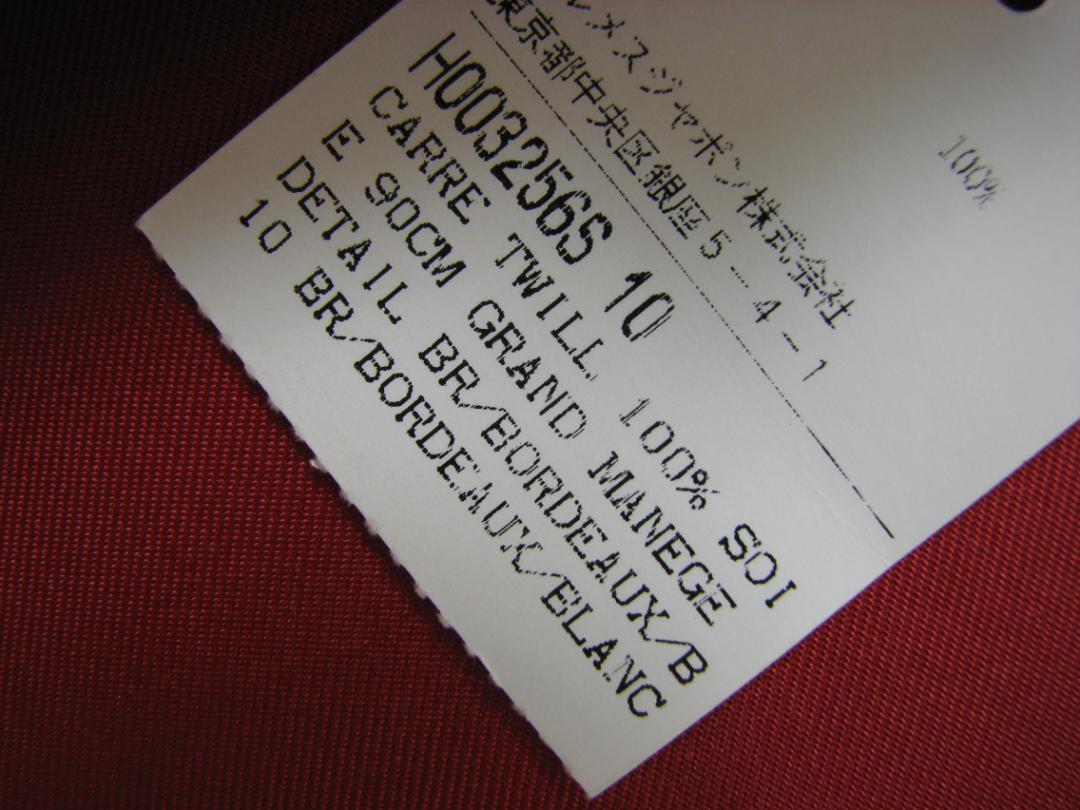 100%
レメスジャポン株式会社
東京都中央区銀座5-4-1
H003256S 10
CARRE TWILL 100% SOI
E 90CM GRAND MANEGE
DETAIL BR/BORDEAUX/B
10 BR/BORDEAUX/BLANC